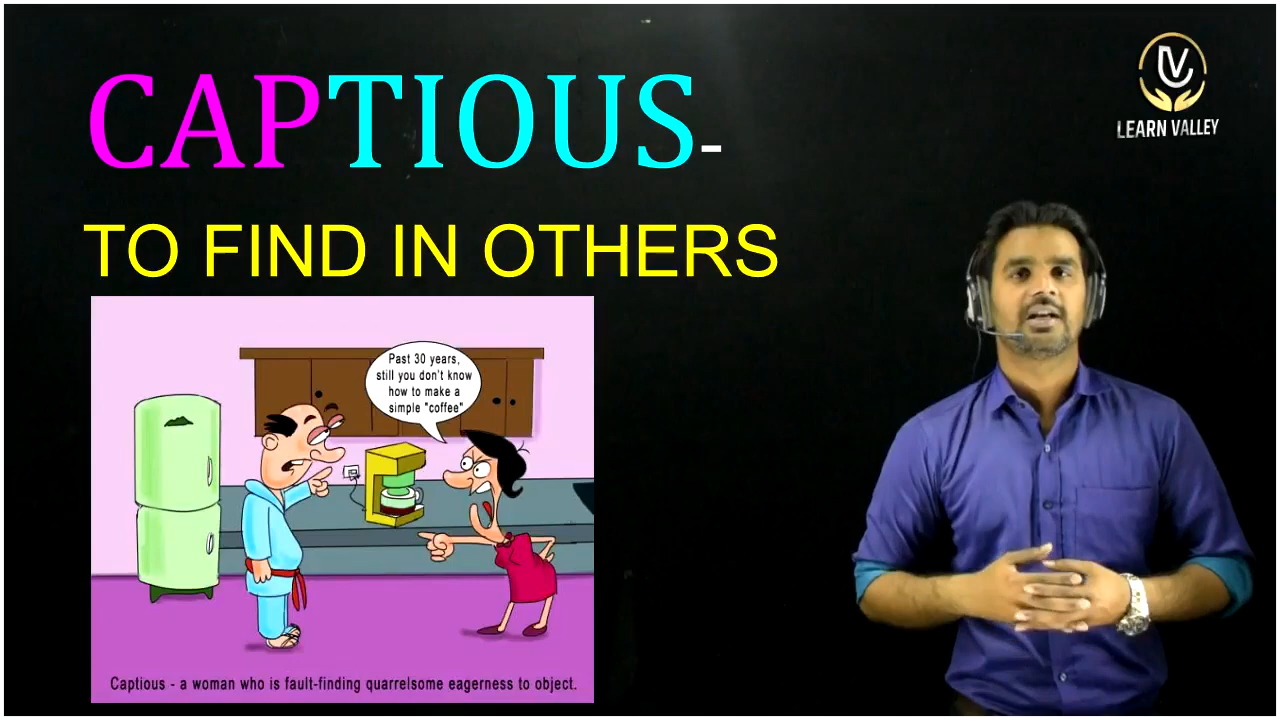 CAPTIOUS-
LEARN VALLEY
TO FIND IN OTHERS
Past 30 years,
still you don't know
how to make a
simple "coffee"
Captious - a woman who is fault-finding quarrelsome eagerness to object.